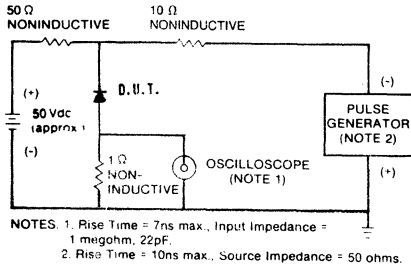 50 Ω
NONINDUCTIVE
10 Ω
NONINDUCTIVE
(+)
50 Vdc
(approx.)
(-)
D.U.T.
1 Ω
NON-
INDUCTIVE
OSCILLOSCOPE
(NOTE 1)
(-)
PULSE
GENERATOR
(NOTE 2)
(+)
NOTES. 1. Rise Time = 7ns max., Input Impedance =
1 megohm, 22pF.
2. Rise Time = 10ns max., Source Impedance = 50 ohms.